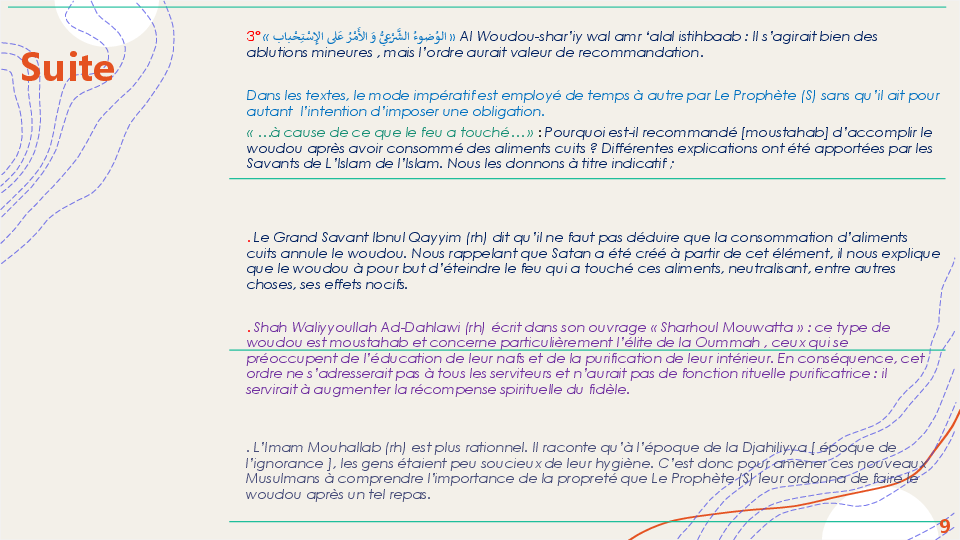 Suite
3° « الوُضوءُ الشَّرْعِيُّ وَ الأَمْرُ عَلى الإسْتِحْباب » Al Woudou-shar’iy wal amr ‘alal istihbaab : Il s’agirait bien des
ablutions mineures , mais l’ordre aurait valeur de recommandation.
Dans les textes, le mode impératif est employé de temps à autre par Le Prophète (S) sans qu’il ait pour
autant l’intention d’imposer une obligation.
« …à cause de ce que le feu a touché… » : Pourquoi est-il recommandé [moustahab] d’accomplir le
woudou après avoir consommé des aliments cuits ? Différentes explications ont été apportées par les
Savants de L’Islam de l’Islam. Nous les donnons à titre indicatif ;
. Le Grand Savant Ibnul Qayyim (rh) dit qu’il ne faut pas déduire que la consommation d’aliments
cuits annule le woudou. Nous rappelant que Satan a été créé à partir de cet élément, il nous explique
que le woudou à pour but d’éteindre le feu qui a touché ces aliments, neutralisant, entre autres
choses, ses effets nocifs.
. Shah Waliyyoullah Ad-Dahlawi (rh) écrit dans son ouvrage « Sharhoul Mouwatta » : ce type de
woudou est moustahab et concerne particulièrement l’élite de la Oummah , ceux qui se
préoccupent de l’éducation de leur nafs et de la purification de leur intérieur. En conséquence, cet
ordre ne s’adresserait pas à tous les serviteurs et n’aurait pas de fonction rituelle purificatrice : il
servirait à augmenter la récompense spirituelle du fidèle.
. L’Imam Mouhallab (rh) est plus rationnel. Il raconte qu’à l’époque de la Djahiliyya [ époque de
l’ignorance ], les gens étaient peu soucieux de leur hygiène. C’est donc pour amener ces nouveaux
Musulmans à comprendre l’importance de la propreté que Le Prophète (S) leur ordonna de faire le
woudou après un tel repas.
9